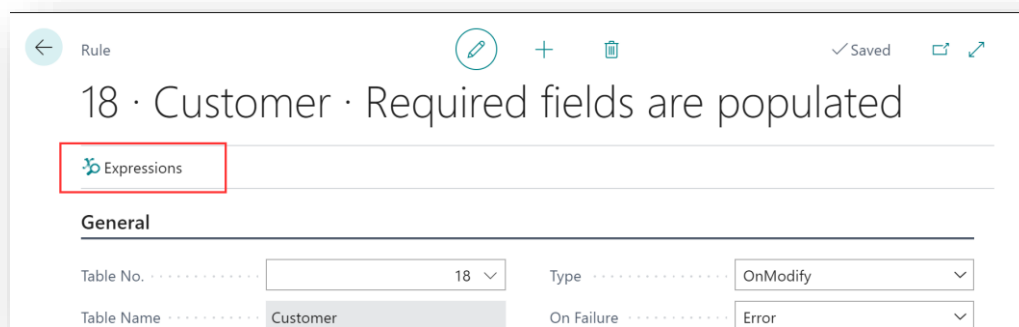 Rule
Saved
18 · Customer · Required fields are populated
Expressions
General
Table No. 18
Type OnModify
Table Name Customer
On Failure Error